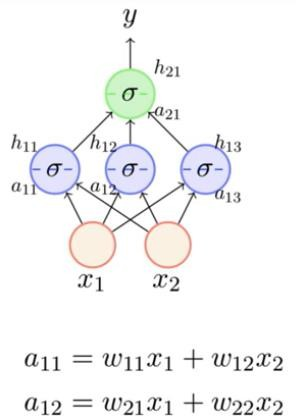 y
h₂₁
σ
a₂₁
h₁₁ h₁₂ h₁₃
σ σ σ
a₁₁ a₁₂ a₁₃
x₁ x₂
a₁₁ = w₁₁x₁ + w₁₂x₂
a₁₂ = w₂₁x₁ + w₂₂x₂